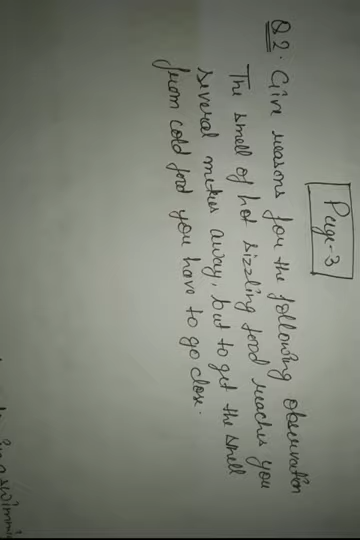 Page-3
Q2. Give reasons for the following observation
The smell of hot sizzling food reaches you
several metres away, but to get the smell
from cold food you have to go close.